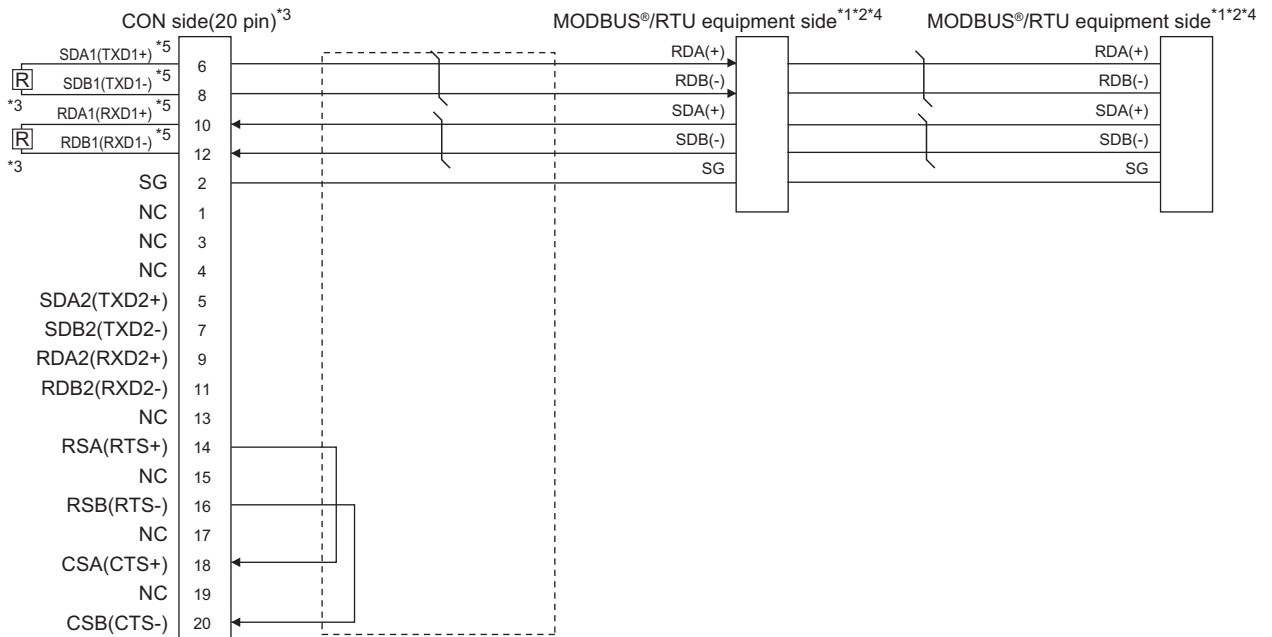 CON side(20 pin)*3 MODBUS®/RTU equipment side*1*2*4 MODBUS®/RTU equipment side*1*2*4
SDA1(TXD1+) *5 6 RDA(+) RDA(+)
R SDB1(TXD1-) *5 8 RDB(-) RDB(-)
*3 RDA1(RXD1+) *5 10 SDA(+) SDA(+)
R RDB1(RXD1-) *5 12 SDB(-) SDB(-)
*3
SG 2 SG SG
NC 1
NC 3
NC 4
SDA2(TXD2+) 5
SDB2(TXD2-) 7
RDA2(RXD2+) 9
RDB2(RXD2-) 11
NC 13
RSA(RTS+) 14
NC 15
RSB(RTS-) 16
NC 17
CSA(CTS+) 18
NC 19
CSB(CTS-) 20